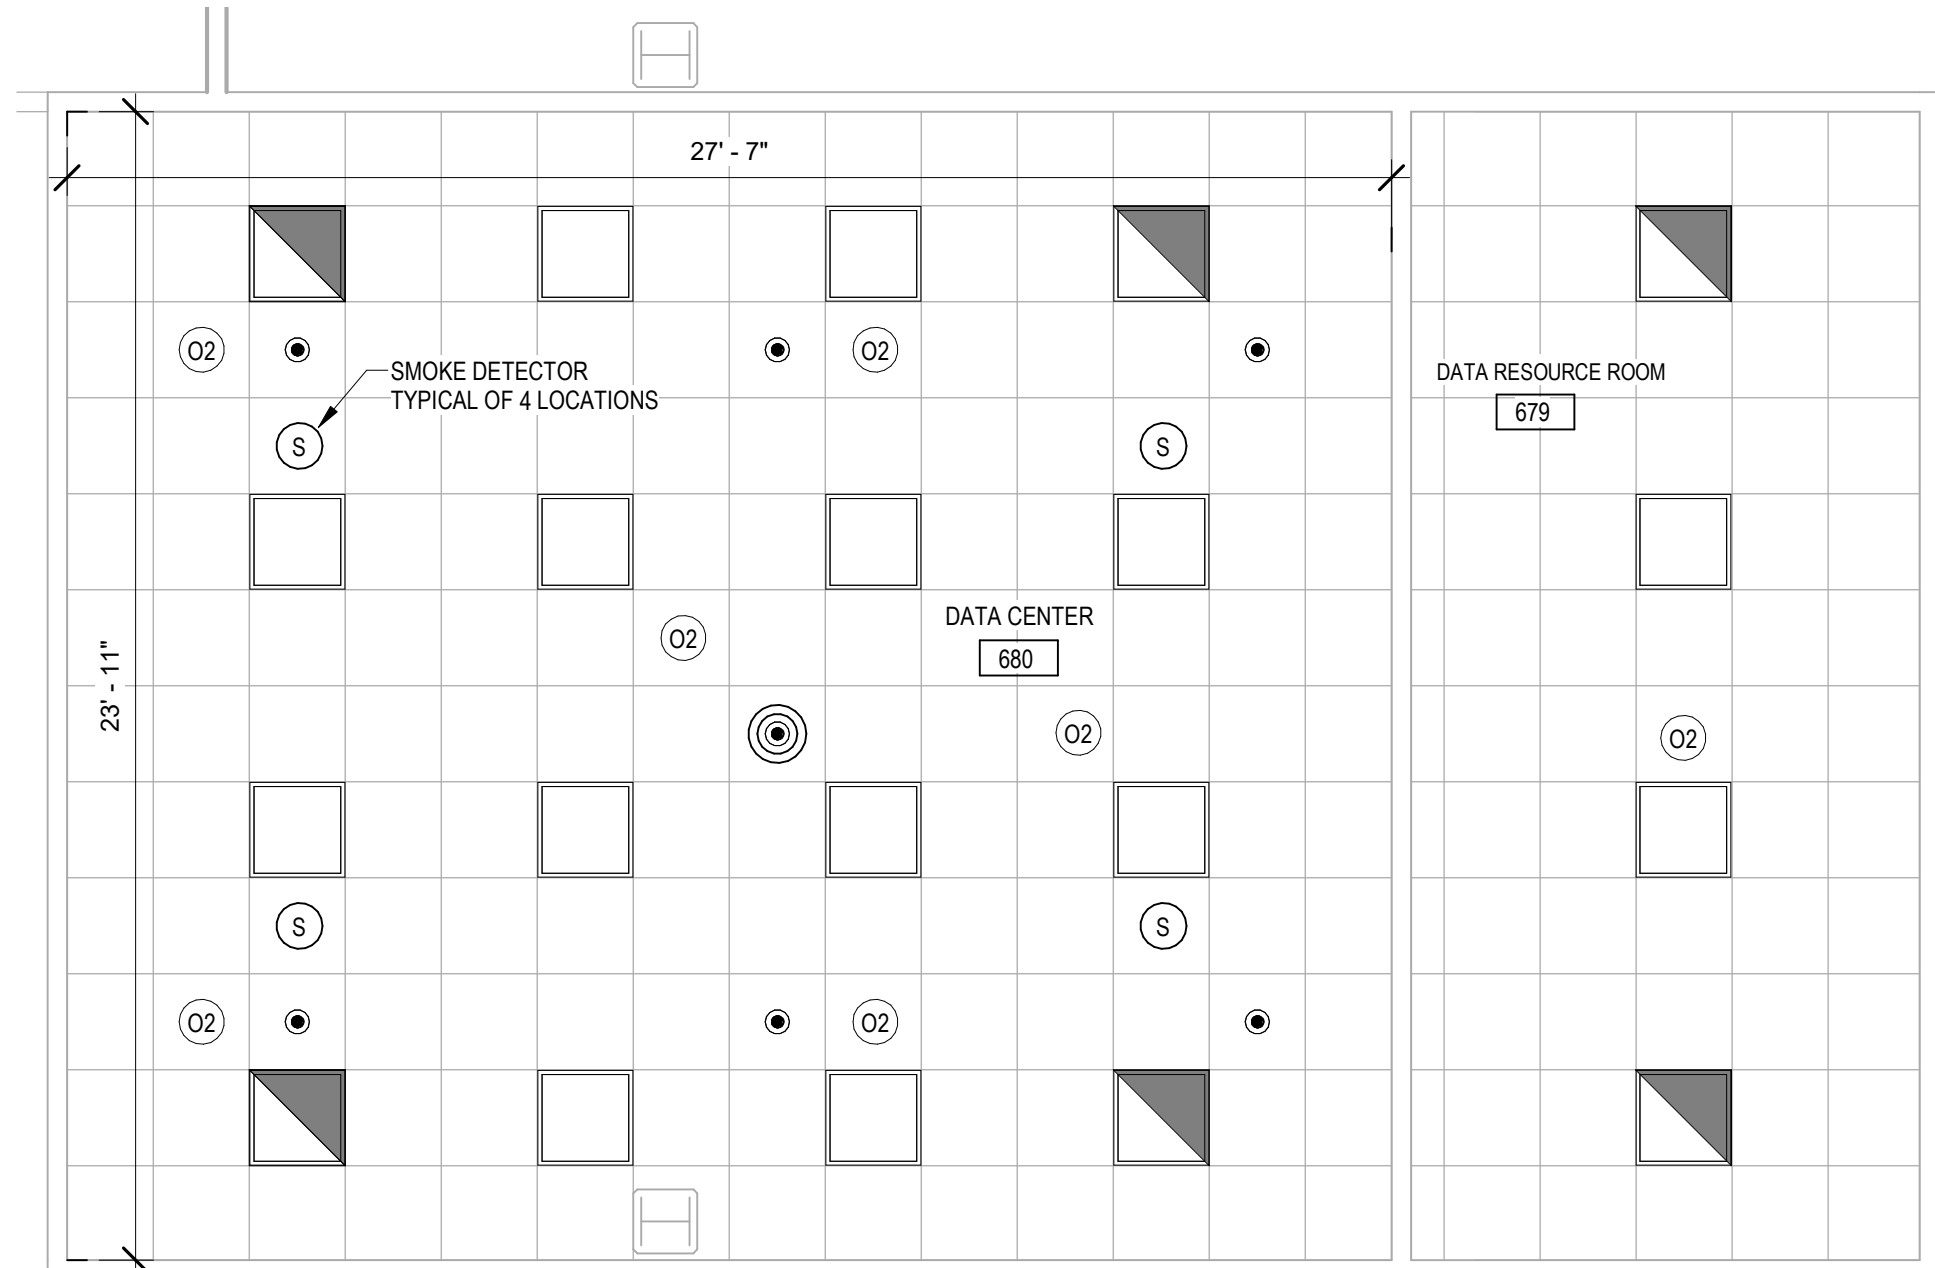 27' - 7"
O2
O2
SMOKE DETECTOR
TYPICAL OF 4 LOCATIONS
DATA RESOURCE ROOM
679
S
S
DATA CENTER
680
O2
23' - 11"
O2
O2
S
S
O2
O2